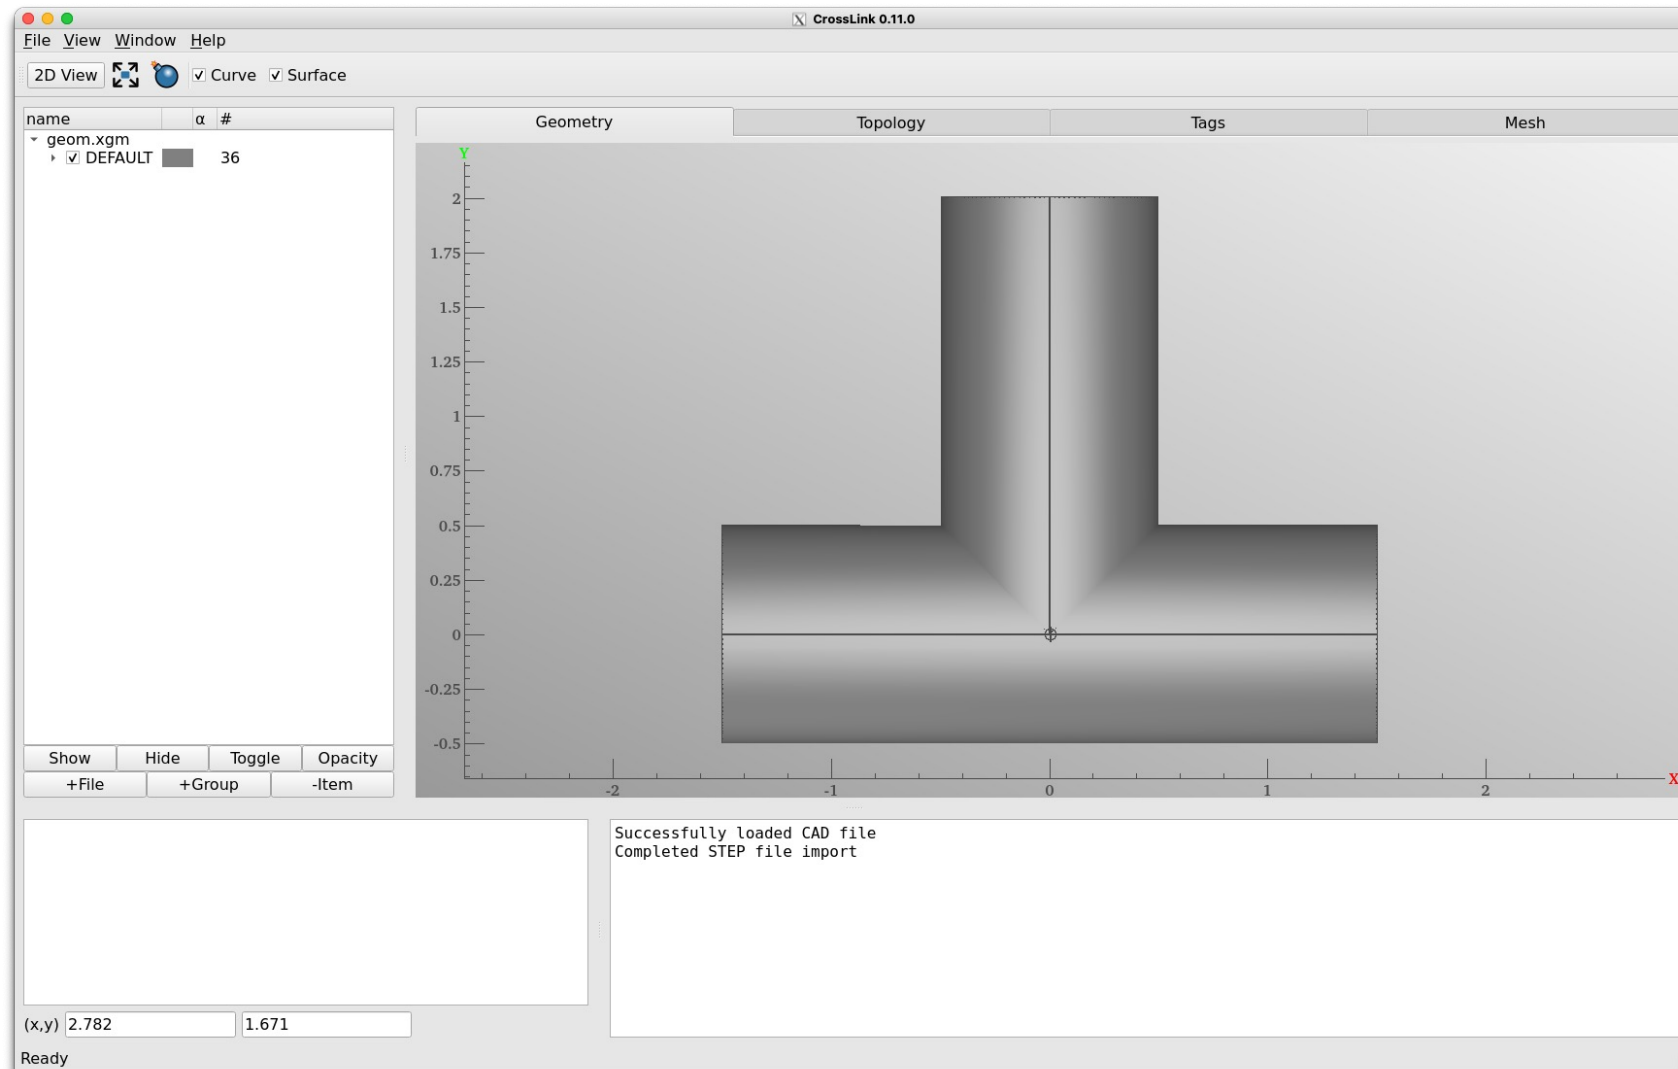 CrossLink 0.11.0
File View Window Help
2D View Curve Surface
name α #
geom.xgm
DEFAULT 36
Show Hide Toggle Opacity
+File +Group -Item
Geometry Topology Tags Mesh
Y
2
1.75
1.5
1.25
1
0.75
0.5
0.25
0
-0.25
-0.5
-2 -1 0 1 2
X
Successfully loaded CAD file
Completed STEP file import
(x,y) 2.782 1.671
Ready